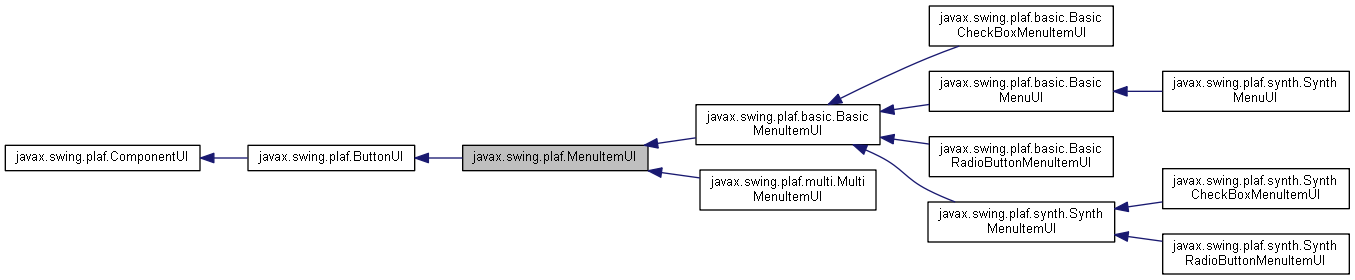 javax.swing.plaf.ComponentUI
javax.swing.plaf.ButtonUI
javax.swing.plaf.MenuItemUI
javax.swing.plaf.basic.Basic
MenuItemUI
javax.swing.plaf.multi.Multi
MenuItemUI
javax.swing.plaf.basic.Basic
CheckBoxMenuItemUI
javax.swing.plaf.basic.Basic
MenuUI
javax.swing.plaf.basic.Basic
RadioButtonMenuItemUI
javax.swing.plaf.synth.Synth
MenuItemUI
javax.swing.plaf.synth.Synth
MenuUI
javax.swing.plaf.synth.Synth
CheckBoxMenuItemUI
javax.swing.plaf.synth.Synth
RadioButtonMenuItemUI